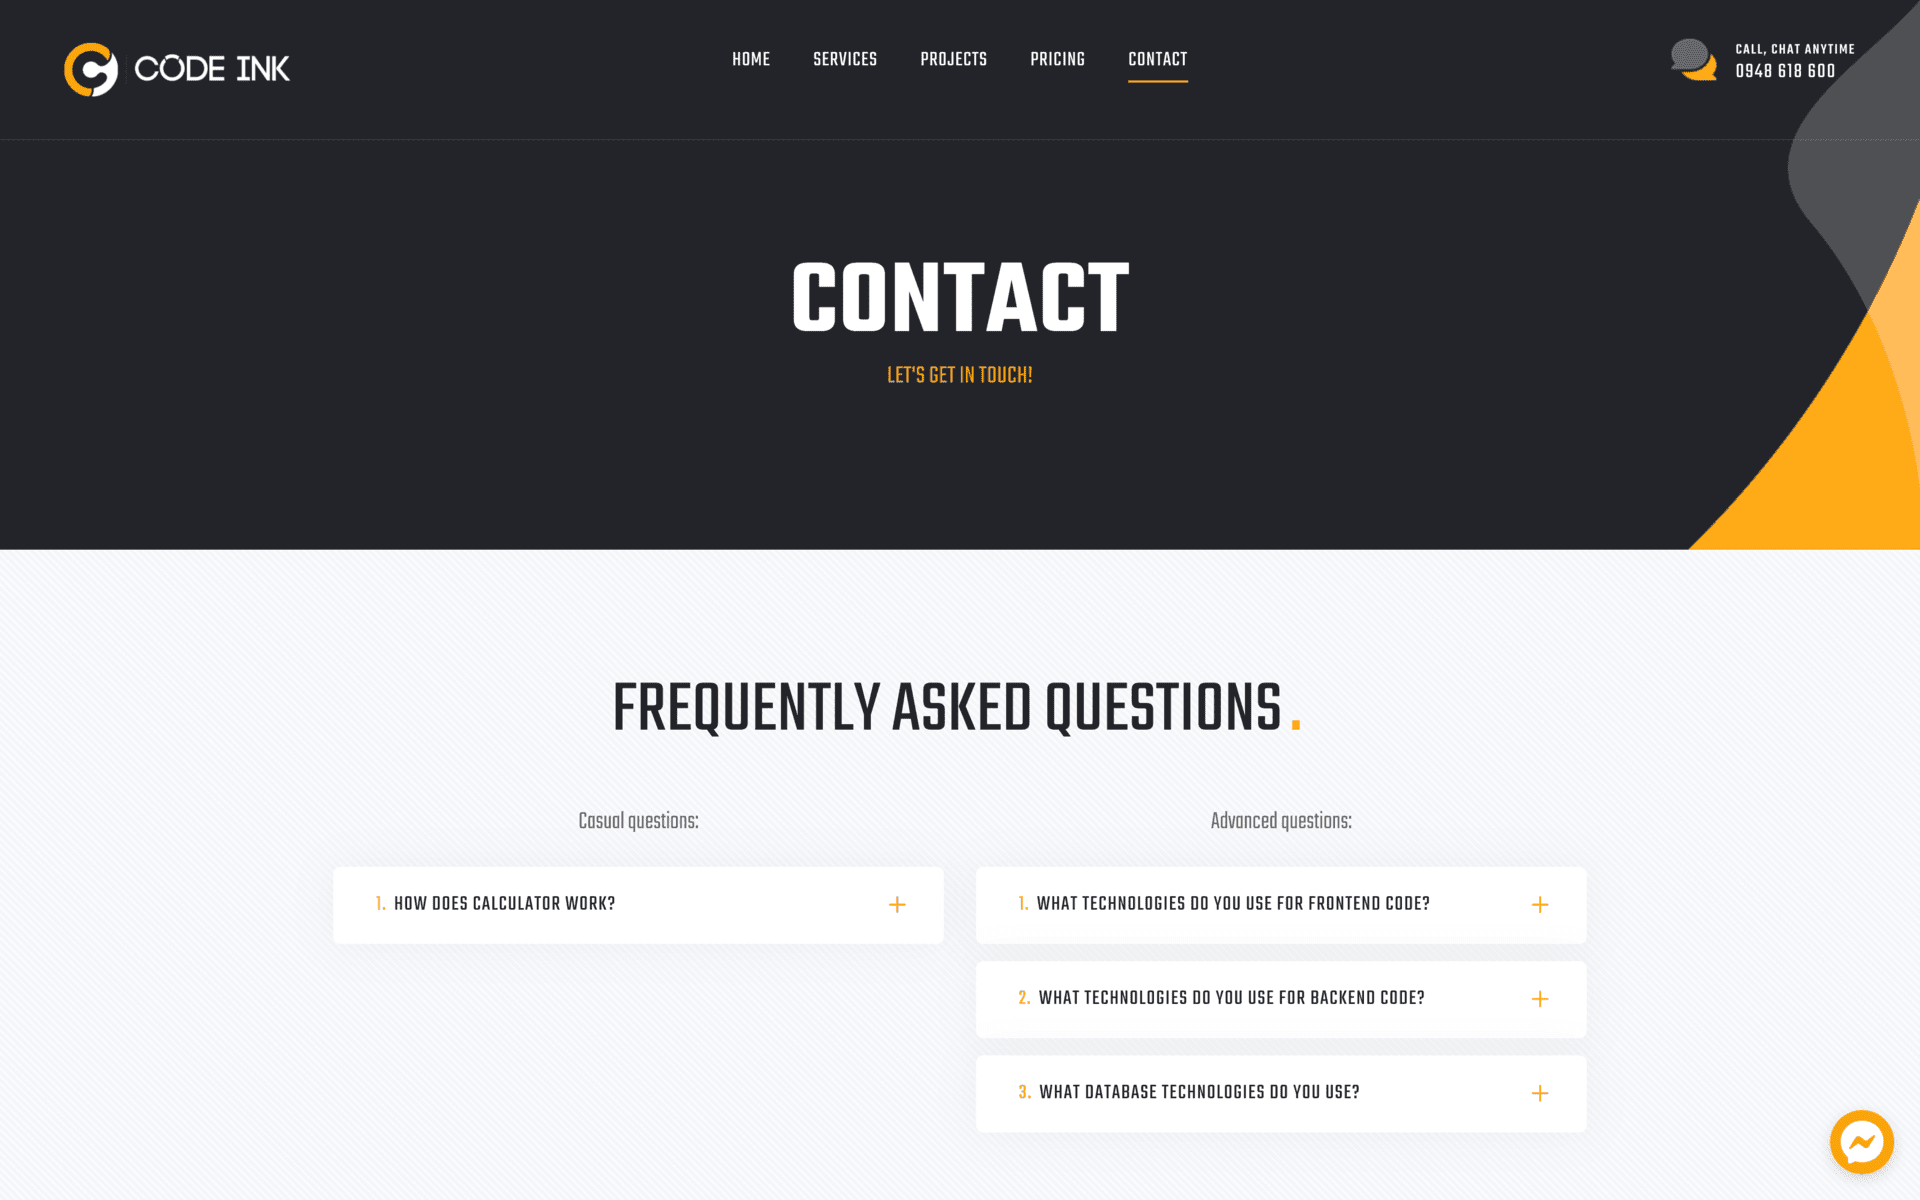 CODE INK
HOME SERVICES PROJECTS PRICING CONTACT
CALL, CHAT ANYTIME
0948 618 600
CONTACT
LET'S GET IN TOUCH!
FREQUENTLY ASKED QUESTIONS.
Casual questions:
1. HOW DOES CALCULATOR WORK?
Advanced questions:
1. WHAT TECHNOLOGIES DO YOU USE FOR FRONTEND CODE?
2. WHAT TECHNOLOGIES DO YOU USE FOR BACKEND CODE?
3. WHAT DATABASE TECHNOLOGIES DO YOU USE?